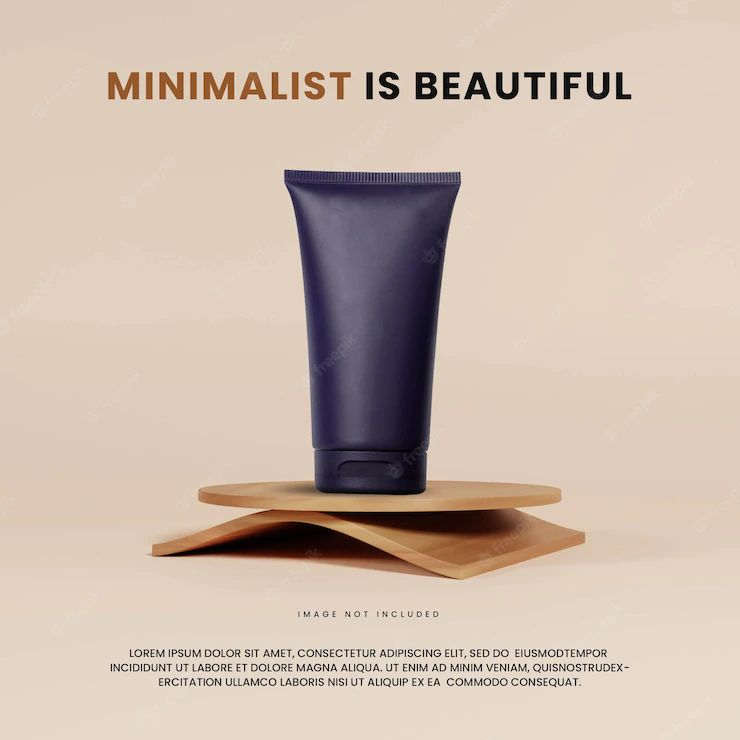 MINIMALIST IS BEAUTIFUL
freepik
IMAGE NOT INCLUDED
LOREM IPSUM DOLOR SIT AMET, CONSECTETUR ADIPISCING ELIT, SED DO EIUSMODTEMPOR
INCIDIDUNT UT LABORE ET DOLORE MAGNA ALIQUA. UT ENIM AD MINIM VENIAM, QUISNOSTRUDEX-
ERCITATION ULLAMCO LABORIS NISI UT ALIQUIP EX EA COMMODO CONSEQUAT.